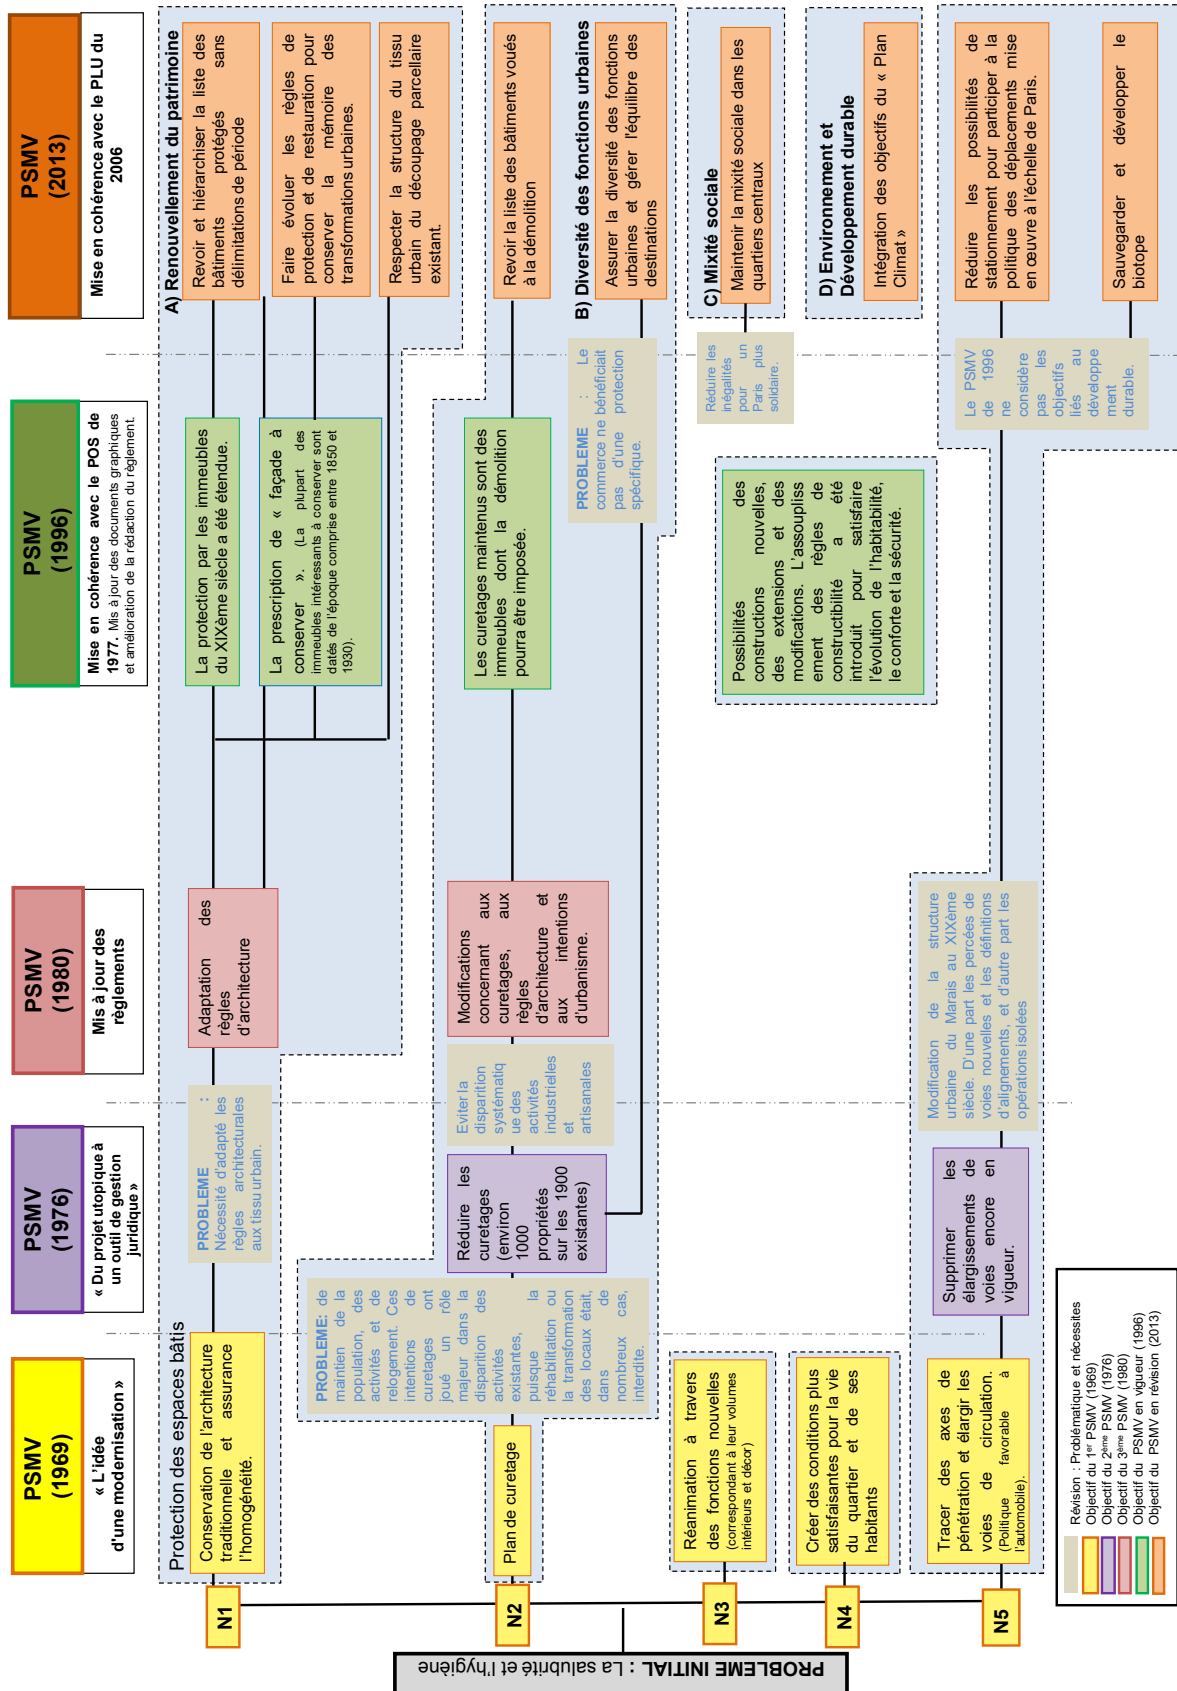 PSMV
(1969)
« L'idée
d'une modernisation »
PSMV
(1976)
« Du projet utopique à
un outil de gestion
juridique »
PSMV
(1980)
Mis à jour des
règlements
PSMV
(1996)
Mise en cohérence avec le POS de
1977. Mis à jour des documents graphiques
et amélioration de la rédaction du règlement.
PSMV
(2013)
Mise en cohérence avec le PLU du
2006
PROBLEME INITIAL : La salubrité et l'hygiène
N1
Protection des espaces bâtis
Conservation de l'architecture
traditionnelle et assurance
l'homogénéité.
PROBLEME :
Nécessité d'adapté les
règles architecturales
aux tissu urbain.
Adaptation des
règles
d'architecture
La protection par les immeubles
du XIXème siècle a été étendue.
La prescription de « façade à
conserver ». (La plupart des
immeubles intéressants à conserver sont
datés de l'époque comprise entre 1850 et
1930).
A) Renouvellement du patrimoine
Revoir et hiérarchiser la liste des
bâtiments protégés sans
délimitations de période
Faire évoluer les règles de
protection et de restauration pour
conserver la mémoire des
transformations urbaines.
Respecter la structure du tissu
urbain du découpage parcellaire
existant.
N2
Plan de curetage
PROBLEME: de
maintien de la
population, des
activités et de
relogement. Ces
intentions de
curetages ont
joué un rôle
majeur dans la
disparition des
activités
existantes,
puisque la
réhabilitation ou
la transformation
des locaux était,
dans de
nombreux cas,
interdite.
Réduire les
curetages
(environ
1000
propriétés
sur les 1900
existantes)
Eviter la
disparition
systématiq
ue des
activités
industrielles
et
artisanales
Modifications
concernant aux
curetages, aux
règles
d'architecture et
aux intentions
d'urbanisme.
Les curetages maintenus sont des
immeubles dont la démolition
pourra être imposée.
Revoir la liste des bâtiments voués
à la démolition
PROBLEME : Le
commerce ne bénéficiait
pas d'une protection
spécifique.
B) Diversité des fonctions urbaines
Assurer la diversité des fonctions
urbaines et gérer l'équilibre des
destinations
N3
Réanimation à travers
des fonctions nouvelles
(correspondant à leur volumes
intérieurs et décor)
Réduire les
inégalités
pour un
Paris plus
solidaire.
C) Mixité sociale
Maintenir la mixité sociale dans les
quartiers centraux
N4
Créer des conditions plus
satisfaisantes pour la vie
du quartier et de ses
habitants
Possibilités des
constructions nouvelles,
des extensions et des
modifications. L'assoupliss
ement des règles de
constructibilité a été
introduit pour satisfaire
l'évolution de l'habitabilité,
le conforte et la sécurité.
D) Environnement et
Développement durable
Intégration des objectifs du « Plan
Climat »
N5
Tracer des axes de
pénétration et élargir les
voies de circulation.
(Politique favorable à
l'automobile).
Supprimer les
élargissements de
voies encore en
vigueur.
Modification de la structure
urbaine du Marais au XIXème
siècle. D'une part les percées de
voies nouvelles et les définitions
d'alignements, et d'autre part les
opérations isolées
Le PSMV
de 1996
ne considère
pas les
objectifs
liés au
développe
ment
durable.
Réduire les possibilités de
stationnement pour participer à la
politique des déplacements mise
en œuvre à l'échelle de Paris.
Sauvegarder et développer le
biotope
Révision : Problématique et nécessites
Objectif du 1er PSMV (1969)
Objectif du 2ème PSMV (1976)
Objectif du 3ème PSMV (1980)
Objectif du PSMV en vigueur (1996)
Objectif du PSMV en révision (2013)